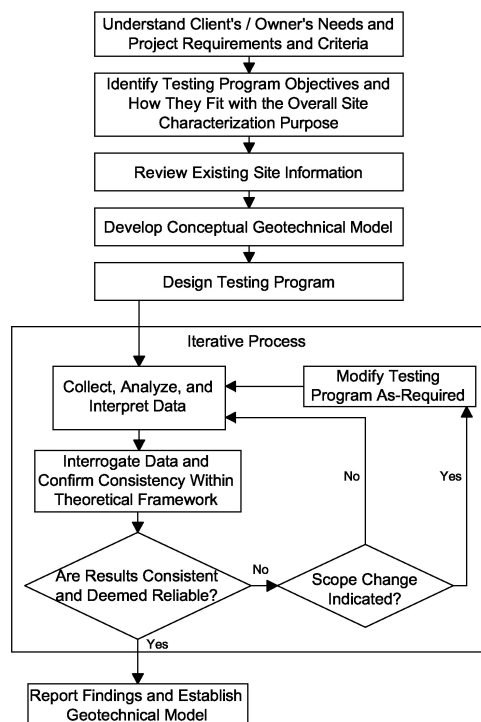 Understand Client's / Owner's Needs and
Project Requirements and Criteria
Identify Testing Program Objectives and
How They Fit with the Overall Site
Characterization Purpose
Review Existing Site Information
Develop Conceptual Geotechnical Model
Design Testing Program
Iterative Process
Collect, Analyze, and
Interpret Data
Modify Testing
Program As-Required
Interrogate Data and
Confirm Consistency Within
Theoretical Framework
No
Yes
Are Results Consistent
and Deemed Reliable?
No
Scope Change
Indicated?
Yes
Report Findings and Establish
Geotechnical Model